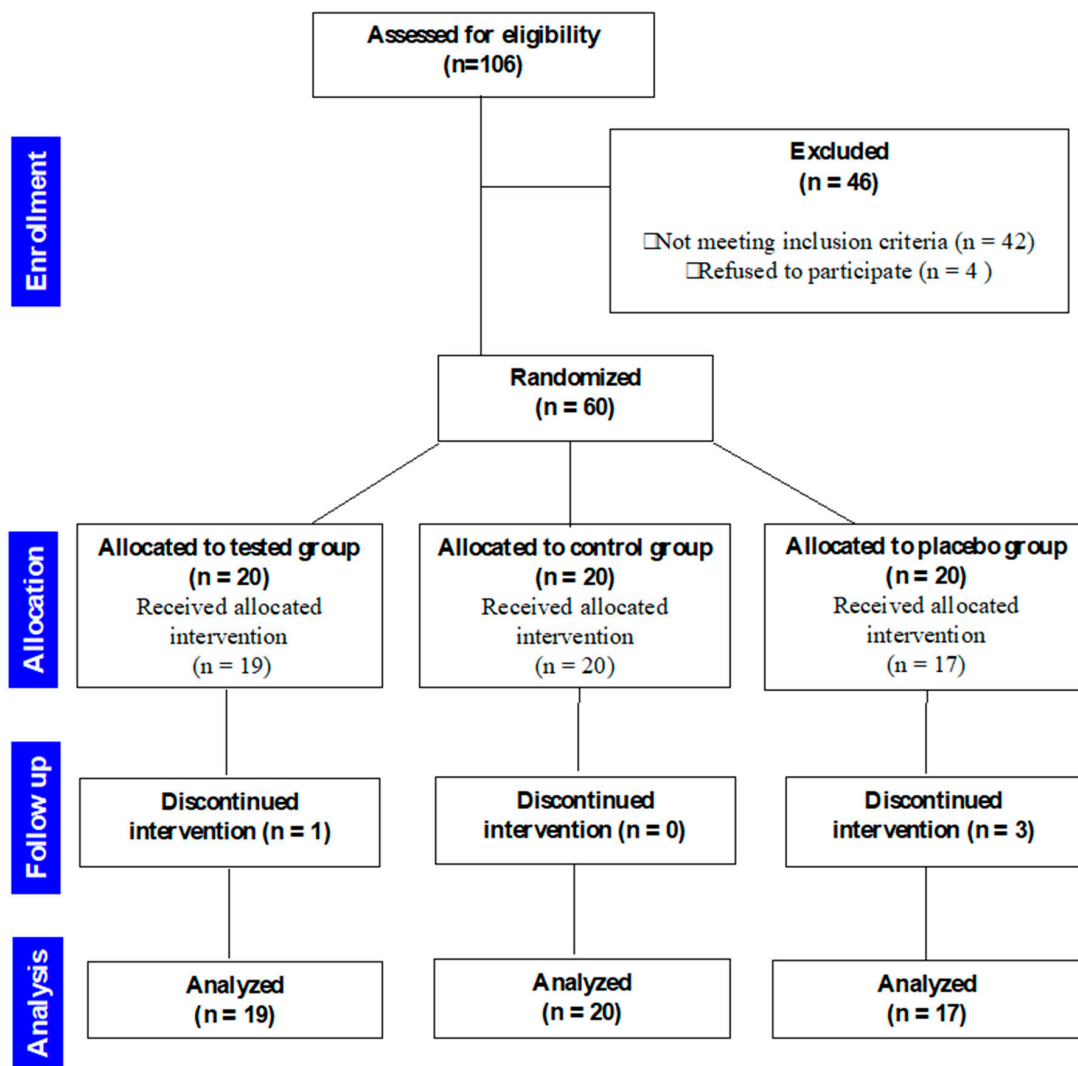 Assessed for eligibility
(n=106)
Enrollment
Excluded
(n = 46)
□Not meeting inclusion criteria (n = 42)
□Refused to participate (n = 4 )
Randomized
(n = 60)
Allocation
Allocated to tested group
(n = 20)
Received allocated
intervention
(n = 19)
Allocated to control group
(n = 20)
Received allocated
intervention
(n = 20)
Allocated to placebo group
(n = 20)
Received allocated
intervention
(n = 17)
Follow up
Discontinued
intervention (n = 1)
Discontinued
intervention (n = 0)
Discontinued
intervention (n = 3)
Analysis
Analyzed
(n = 19)
Analyzed
(n = 20)
Analyzed
(n = 17)